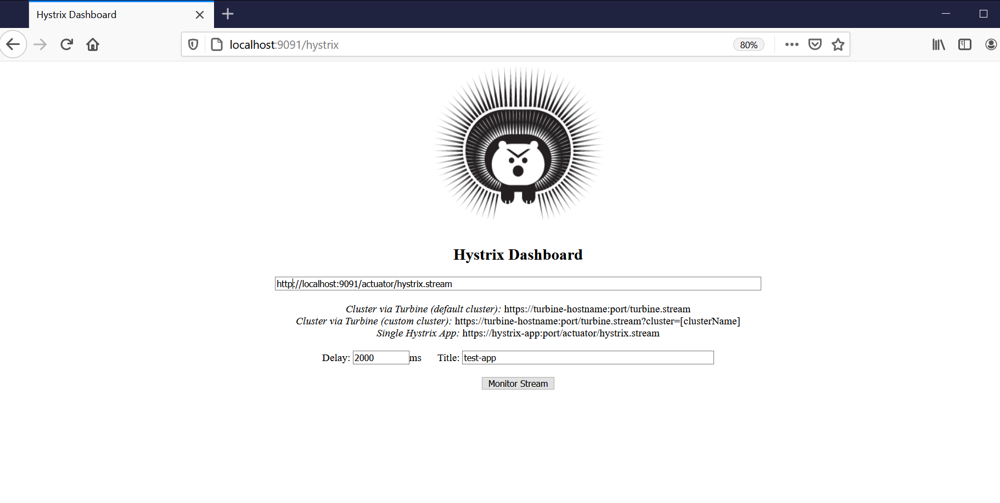 Hystrix Dashboard
localhost:9091/hystrix 80%
Hystrix Dashboard
http://localhost:9091/actuator/hystrix.stream
Cluster via Turbine (default cluster): https://turbine-hostname:port/turbine.stream
Cluster via Turbine (custom cluster): https://turbine-hostname:port/turbine.stream?cluster=[clusterName]
Single Hystrix App: https://hystrix-app:port/actuator/hystrix.stream
Delay: 2000 ms Title: test-app
Monitor Stream